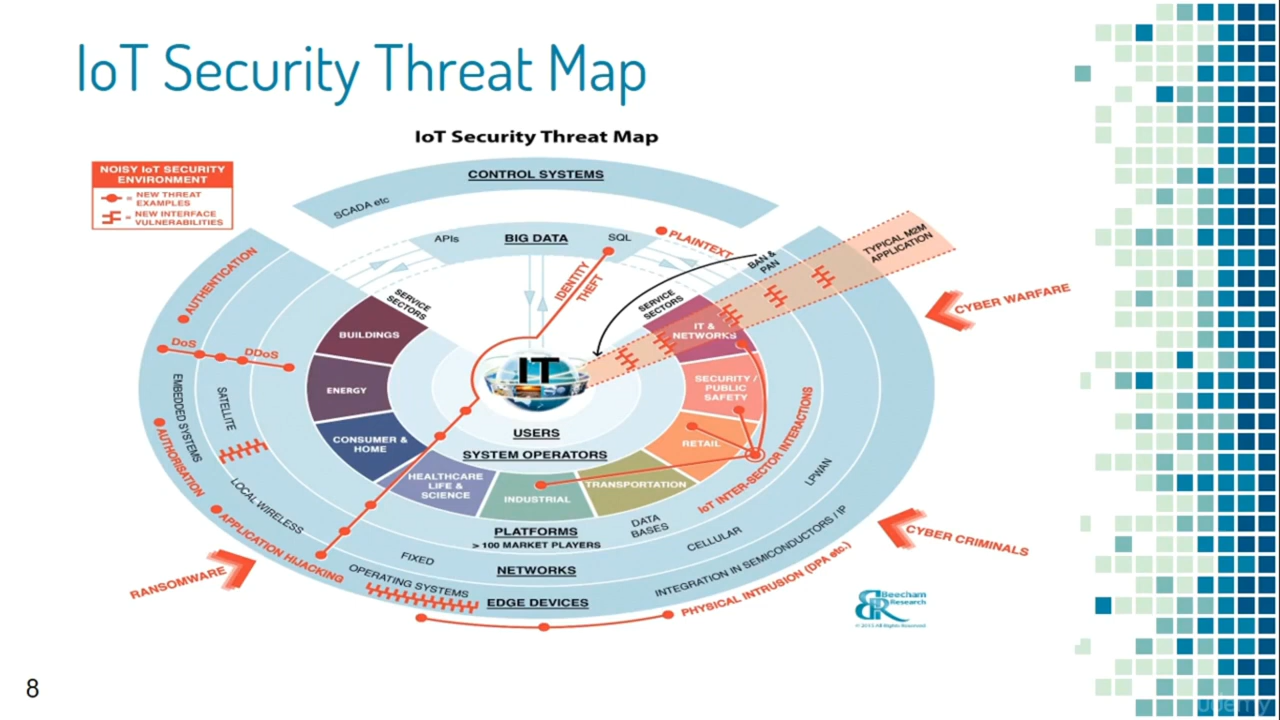 IoT Security Threat Map
IoT Security Threat Map
NOISY IoT SECURITY
ENVIRONMENT
= NEW THREAT
EXAMPLES
= NEW INTERFACE
VULNERABILITIES
CONTROL SYSTEMS
SCADA etc
APIs
BIG DATA
SQL
PLAINTEXT
BAN &
PAN
TYPICAL M2M
APPLICATION
IDENTITY
THEFT
AUTHENTICATION
SERVICE
SECTORS
SERVICE
SECTORS
CYBER WARFARE
BUILDINGS
IT &
NETWORKS
DoS
DDoS
IT
ENERGY
SECURITY /
PUBLIC
SAFETY
EMBEDDED SYSTEMS
SATELLITE
USERS
CONSUMER &
HOME
RETAIL
SYSTEM OPERATORS
AUTHORISATION
HEALTHCARE
LIFE &
SCIENCE
INDUSTRIAL
TRANSPORTATION
IoT INTER-SECTOR INTERACTIONS
LPWAN
LOCAL WIRELESS
PLATFORMS
> 100 MARKET PLAYERS
DATA
BASES
CELLULAR
APPLICATION HIJACKING
FIXED
NETWORKS
INTEGRATION IN SEMICONDUCTORS / IP
CYBER CRIMINALS
RANSOMWARE
OPERATING SYSTEMS
EDGE DEVICES
PHYSICAL INTRUSION (DPA etc.)
Beecham
Research
8
udemy